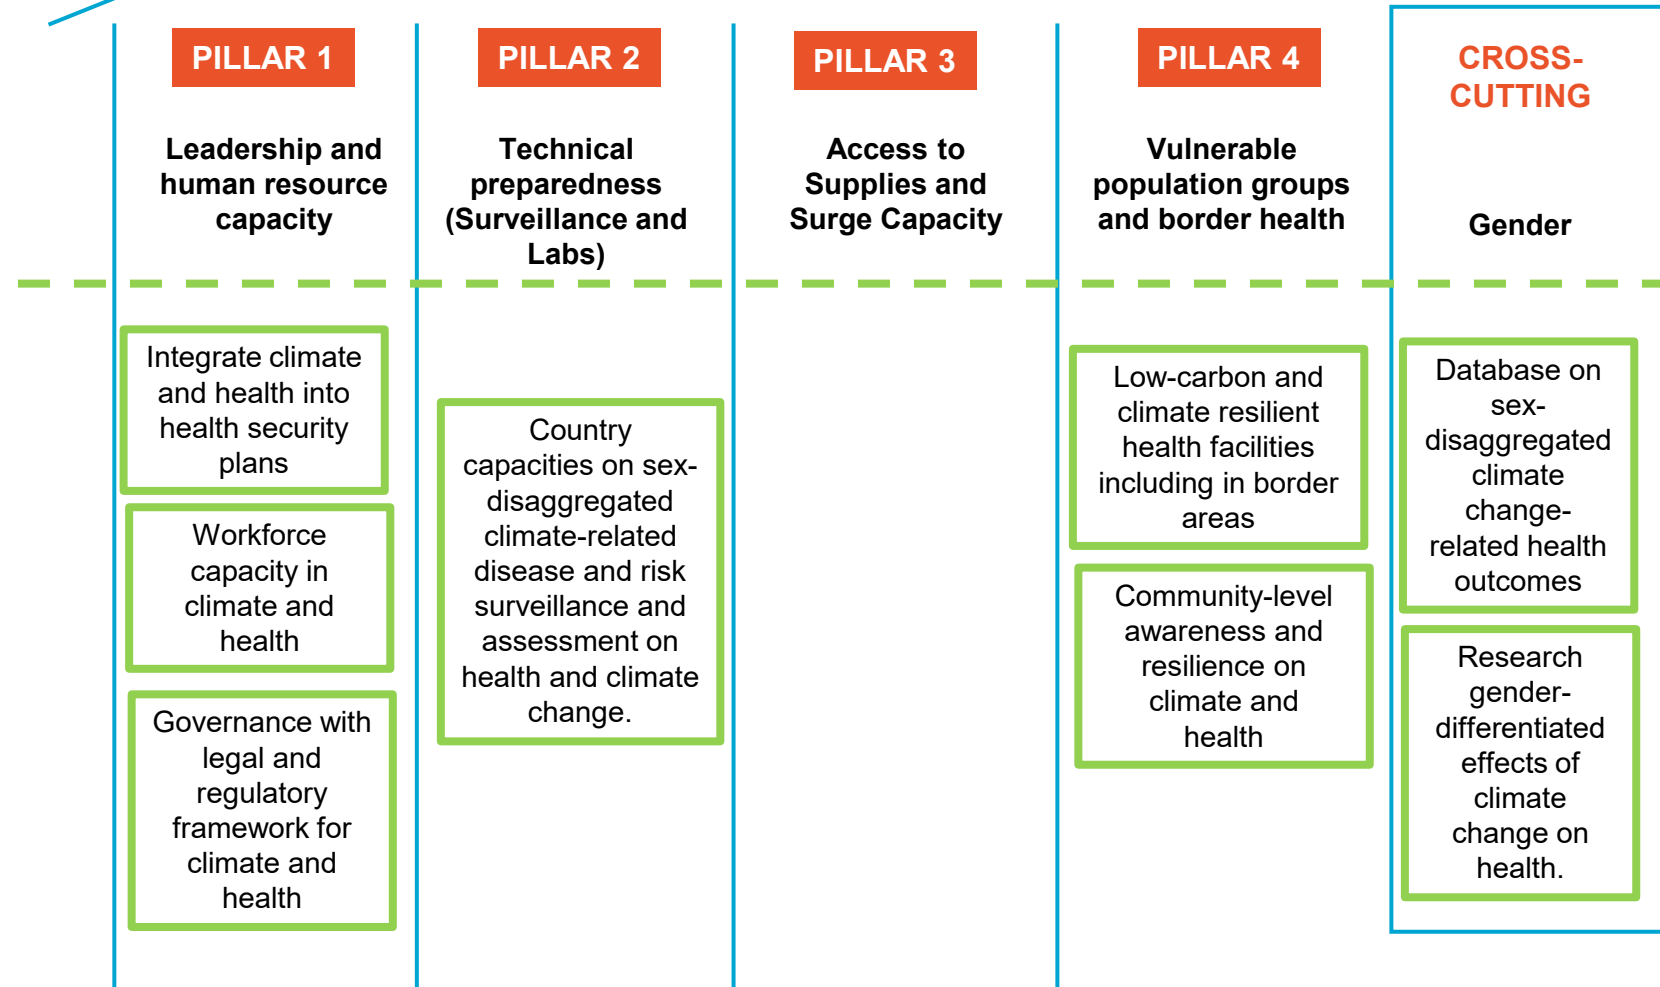 PILLAR 1
Leadership and
human resource
capacity
Integrate climate
and health into
health security
plans
Workforce
capacity in
climate and
health
Governance with
legal and
regulatory
framework for
climate and
health
PILLAR 2
Technical
preparedness
(Surveillance and
Labs)
Country
capacities on sex-
disaggregated
climate-related
disease and risk
surveillance and
assessment on
health and climate
change.
PILLAR 3
Access to
Supplies and
Surge Capacity
PILLAR 4
Vulnerable
population groups
and border health
Low-carbon and
climate resilient
health facilities
including in border
areas
Community-level
awareness and
resilience on
climate and
health
CROSS-
CUTTING
Gender
Database on
sex-
disaggregated
climate
change-
related health
outcomes
Research
gender-
differentiated
effects of
climate
change on
health.